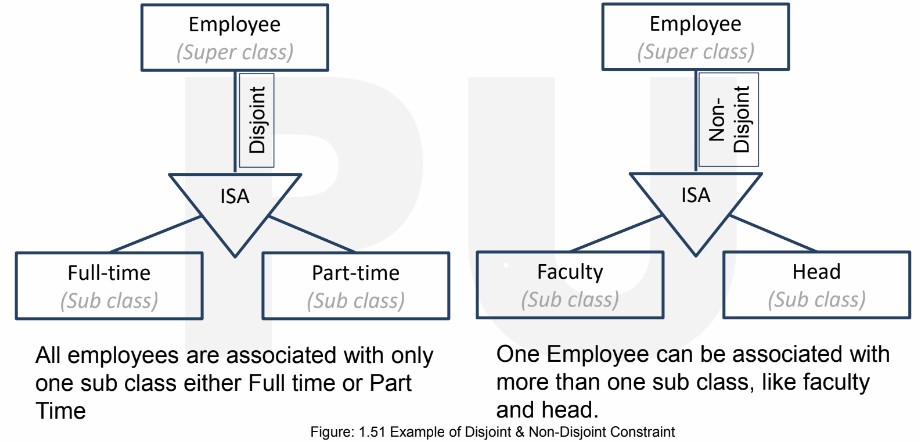 Employee
(Super class)
Disjoint
ISA
Full-time
(Sub class)
Part-time
(Sub class)
All employees are associated with only
one sub class either Full time or Part
Time
Employee
(Super class)
Non-
Disjoint
ISA
Faculty
(Sub class)
Head
(Sub class)
One Employee can be associated with
more than one sub class, like faculty
and head.
Figure: 1.51 Example of Disjoint & Non-Disjoint Constraint
PU